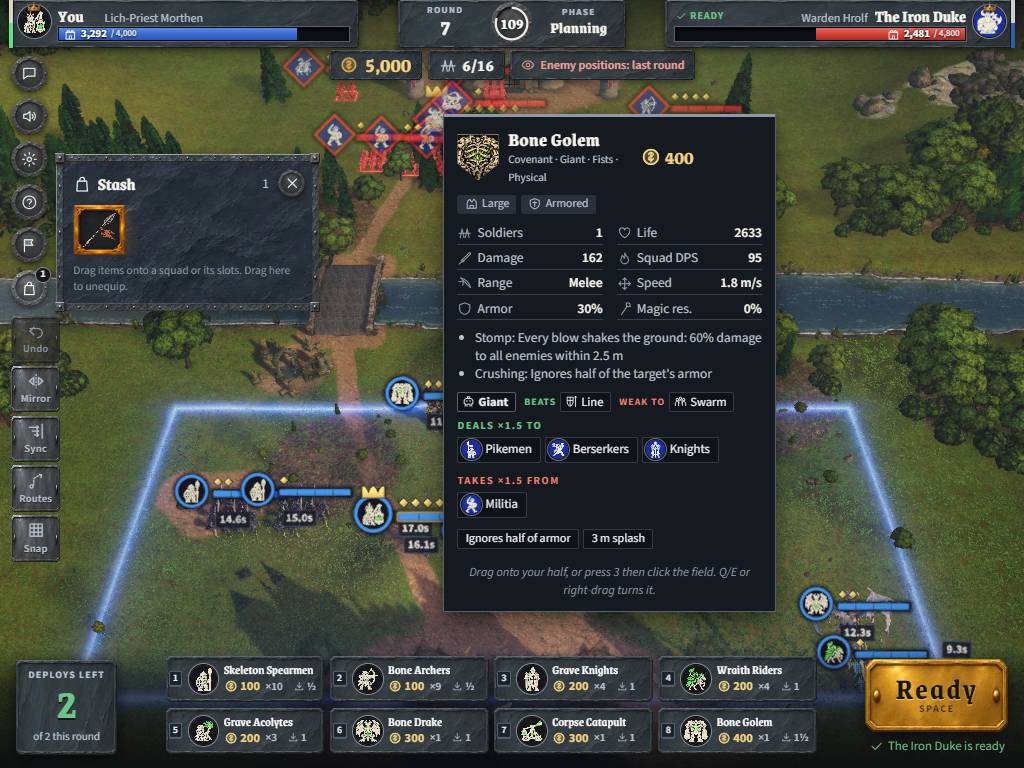 You Lich-Priest Morthen
3,292 / 4,000
ROUND
7
109
PHASE
Planning
READY
Warden Hrolf The Iron Duke
2,481 / 4,800
5,000
6/16
Enemy positions: last round
Stash 1
Drag items onto a squad or its slots. Drag here
to unequip.
1
Undo
Mirror
Sync
Routes
Snap
Bone Golem
Covenant · Giant · Fists ·
Physical
400
Large
Armored
Soldiers 1
Life 2633
Damage 162
Squad DPS 95
Range Melee
Speed 1.8 m/s
Armor 30%
Magic res. 0%
• Stomp: Every blow shakes the ground: 60% damage
to all enemies within 2.5 m
• Crushing: Ignores half of the target's armor
Giant BEATS Line WEAK TO Swarm
DEALS ×1.5 TO
Pikemen
Berserkers
Knights
TAKES ×1.5 FROM
Militia
Ignores half of armor
3 m splash
Drag onto your half, or press 3 then click the field. Q/E or
right-drag turns it.
14.6s
15.0s
17.0s
16.1s
12.3s
9.3s
DEPLOYS LEFT
2
of 2 this round
1 Skeleton Spearmen
100 ×10 ½
2 Bone Archers
100 ×9 ½
3 Grave Knights
200 ×4 1
4 Wraith Riders
200 ×4 1
5 Grave Acolytes
200 ×3 1
6 Bone Drake
300 ×1 1
7 Corpse Catapult
300 ×1 1
8 Bone Golem
400 ×1 1½
Ready
SPACE
The Iron Duke is ready